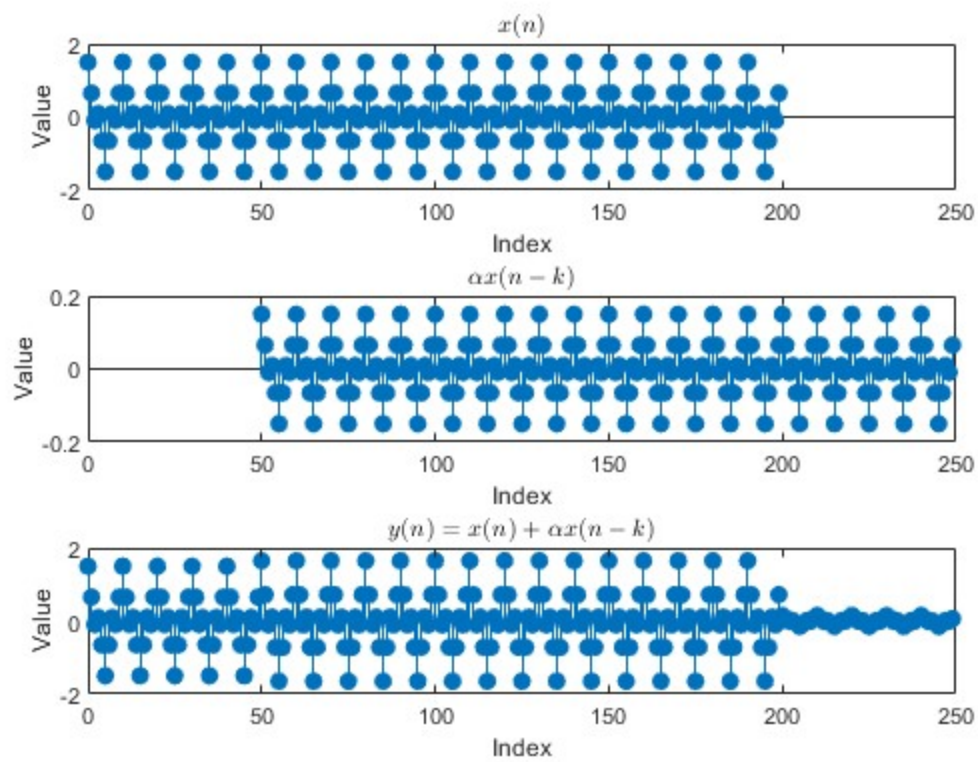 x(n)
2
0
-2
Value
0 50 100 150 200 250
Index
αx(n − k)
0.2
0
-0.2
Value
0 50 100 150 200 250
Index
y(n) = x(n) + αx(n − k)
2
0
-2
Value
0 50 100 150 200 250
Index